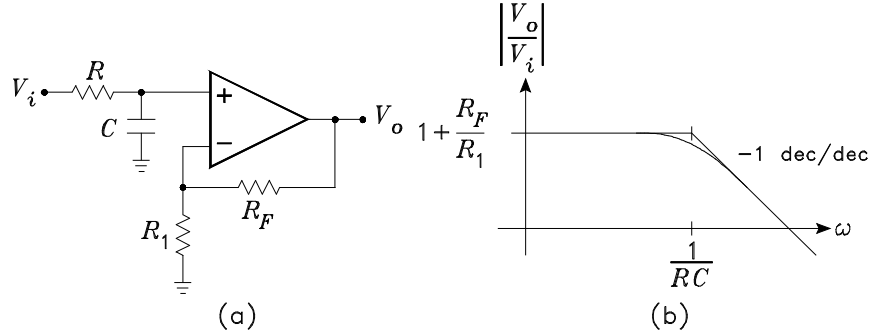 V_i
R
C
+
−
V_o
R_F
R_1
(a)
|V_o/V_i|
1 + R_F/R_1
−1 dec/dec
ω
1/RC
(b)